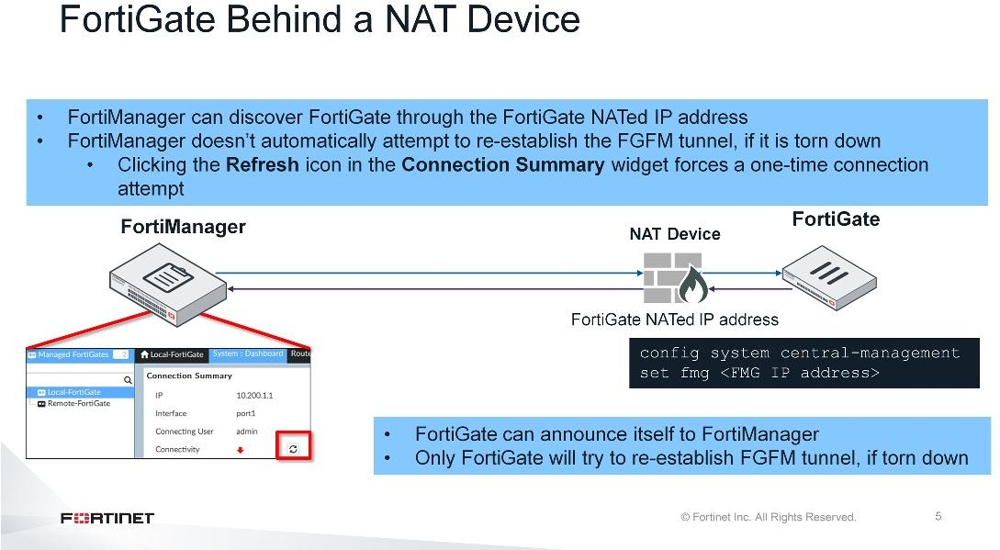 FortiGate Behind a NAT Device
• FortiManager can discover FortiGate through the FortiGate NATed IP address
• FortiManager doesn't automatically attempt to re-establish the FGFM tunnel, if it is torn down
• Clicking the Refresh icon in the Connection Summary widget forces a one-time connection
attempt
FortiManager
NAT Device
FortiGate
FortiGate NATed IP address
config system central-management
set fmg <FMG IP address>
Managed FortiGates 2
Local-FortiGate
Remote-FortiGate
Local-FortiGate System : Dashboard Route
Connection Summary
IP 10.200.1.1
Interface port1
Connecting User admin
Connectivity
• FortiGate can announce itself to FortiManager
• Only FortiGate will try to re-establish FGFM tunnel, if torn down
FORTINET
© Fortinet Inc. All Rights Reserved.
5